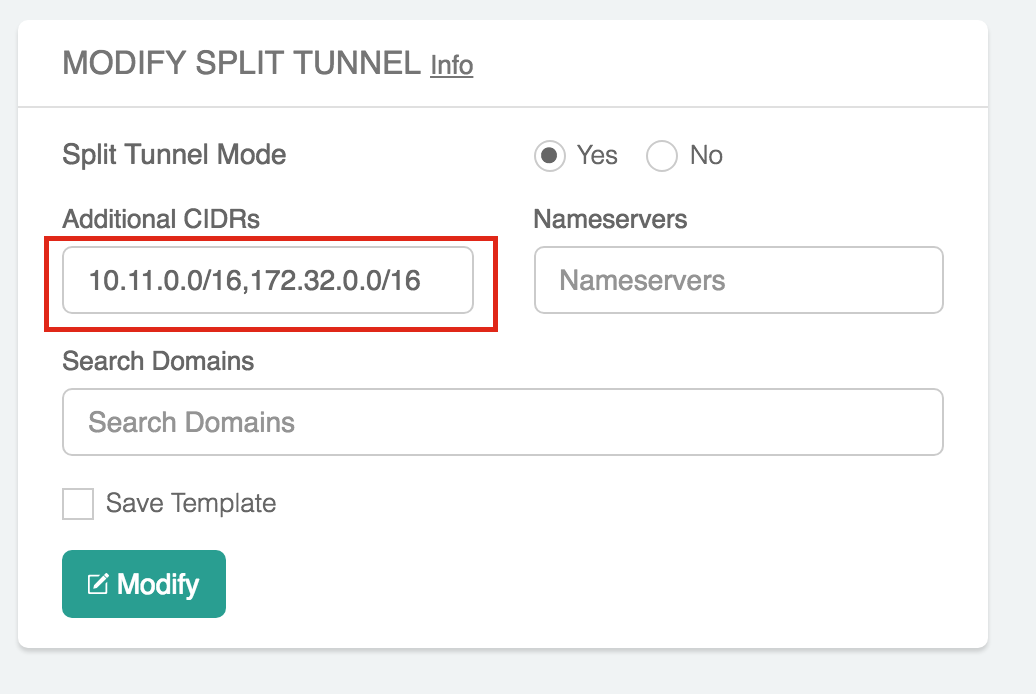 MODIFY SPLIT TUNNEL Info
Split Tunnel Mode
Yes
No
Additional CIDRs
Nameservers
10.11.0.0/16,172.32.0.0/16
Nameservers
Search Domains
Search Domains
Save Template
Modify